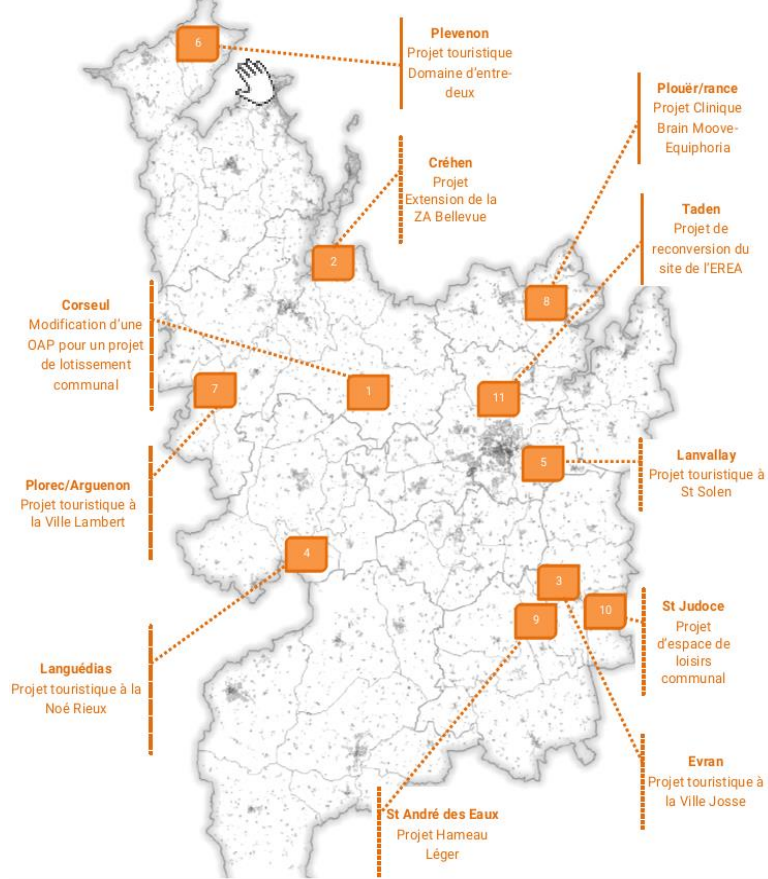 6
Plevenon
Projet touristique
Domaine d'entre-
deux
Plouër/rance
Projet Clinique
Brain Moove-
Equiphoria
Créhen
Projet
Extension de la
ZA Bellevue
Taden
Projet de
reconversion du
site de l'EREA
2
8
Corseul
Modification d'une
OAP pour un projet
de lotissement
communal
7
1
11
5
Lanvallay
Projet touristique à
St Solen
Plorec/Arguenon
Projet touristique à
la Ville Lambert
4
3
10
9
St Judoce
Projet
d'espace de
loisirs
communal
Languédias
Projet touristique à la
Noé Rieux
Evran
Projet touristique à
la Ville Josse
St André des Eaux
Projet Hameau
Léger